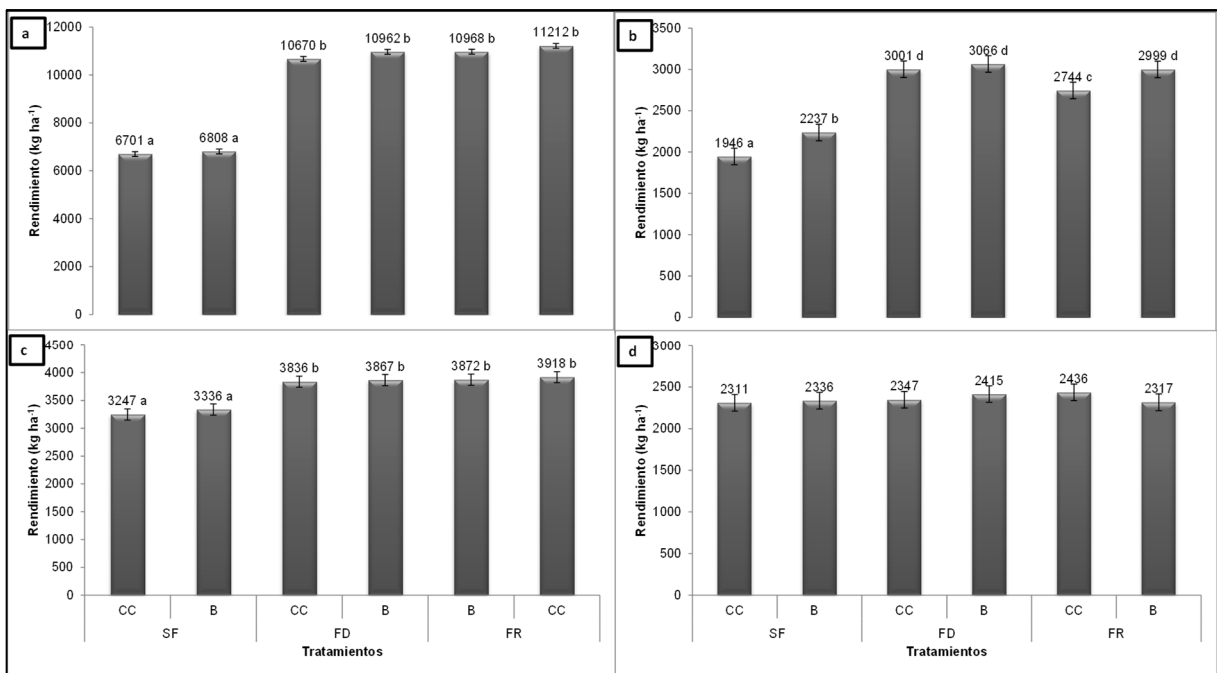 a
Rendimiento (kg ha⁻¹)
12000
10000
8000
6000
4000
2000
0
6701 a
6808 a
10670 b
10962 b
10968 b
11212 b
b
Rendimiento (kg ha⁻¹)
3500
3000
2500
2000
1500
1000
500
0
1946 a
2237 b
3001 d
3066 d
2744 c
2999 d
c
Rendimiento (kg ha⁻¹)
4500
4000
3500
3000
2500
2000
1500
1000
500
0
3247 a
3336 a
3836 b
3867 b
3872 b
3918 b
CC B CC B B CC
SF FD FR
Tratamientos
d
Rendimiento (kg ha⁻¹)
3000
2500
2000
1500
1000
500
0
2311
2336
2347
2415
2436
2317
CC B CC B CC B
SF FD FR
Tratamientos